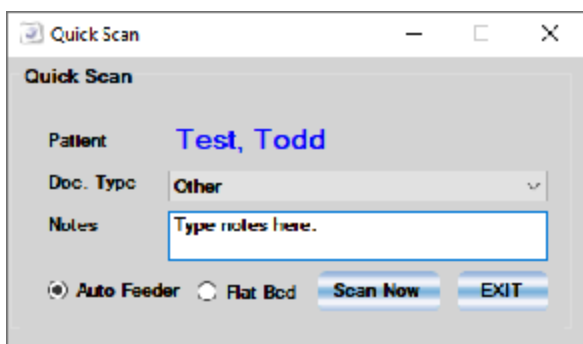 Quick Scan
Quick Scan
Patient Test, Todd
Doc. Type Other
Notes Type notes here.
Auto Feeder Flat Bed Scan Now EXIT